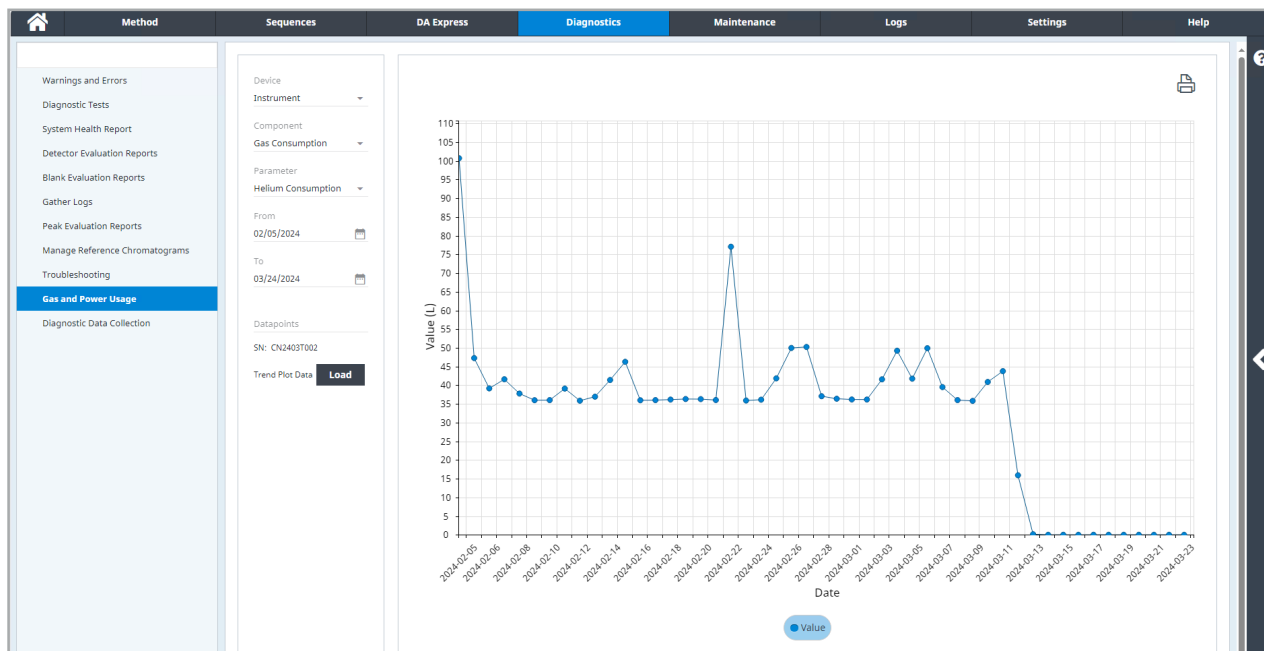 Method Sequences DA Express Diagnostics Maintenance Logs Settings Help
?
Warnings and Errors
Diagnostic Tests
System Health Report
Detector Evaluation Reports
Blank Evaluation Reports
Gather Logs
Peak Evaluation Reports
Manage Reference Chromatograms
Troubleshooting
Gas and Power Usage
Diagnostic Data Collection
Device
Instrument
Component
Gas Consumption
Parameter
Helium Consumption
From
02/05/2024
To
03/24/2024
Datapoints
SN: CN2403T002
Trend Plot Data Load
Value (L)
110
105
100
95
90
85
80
75
70
65
60
55
50
45
40
35
30
25
20
15
10
5
0
2024-02-05
2024-02-06
2024-02-08
2024-02-10
2024-02-12
2024-02-14
2024-02-16
2024-02-18
2024-02-20
2024-02-22
2024-02-24
2024-02-26
2024-02-28
2024-03-01
2024-03-03
2024-03-05
2024-03-07
2024-03-09
2024-03-11
2024-03-13
2024-03-15
2024-03-17
2024-03-19
2024-03-21
2024-03-23
Date
Value